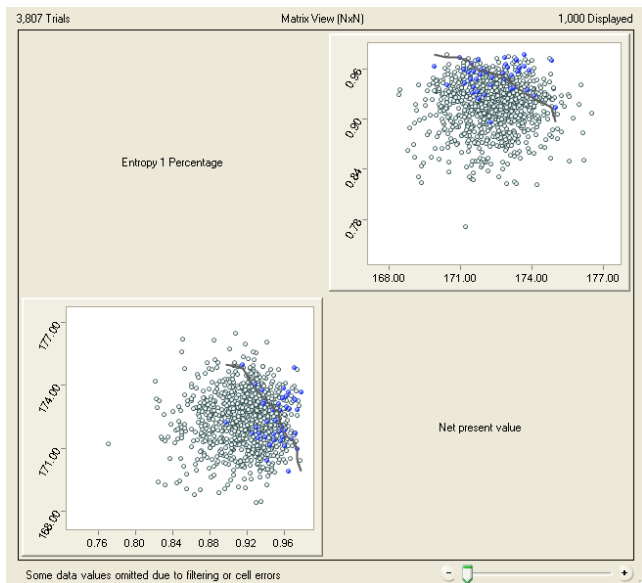 3,807 Trials Matrix View (NxN) 1,000 Displayed
0.96
0.90
0.84
0.78
Entropy 1 Percentage
168.00 171.00 174.00 177.00
177.00
174.00
171.00
168.00
Net present value
0.76 0.80 0.84 0.88 0.92 0.96
Some data values omitted due to filtering or cell errors - +